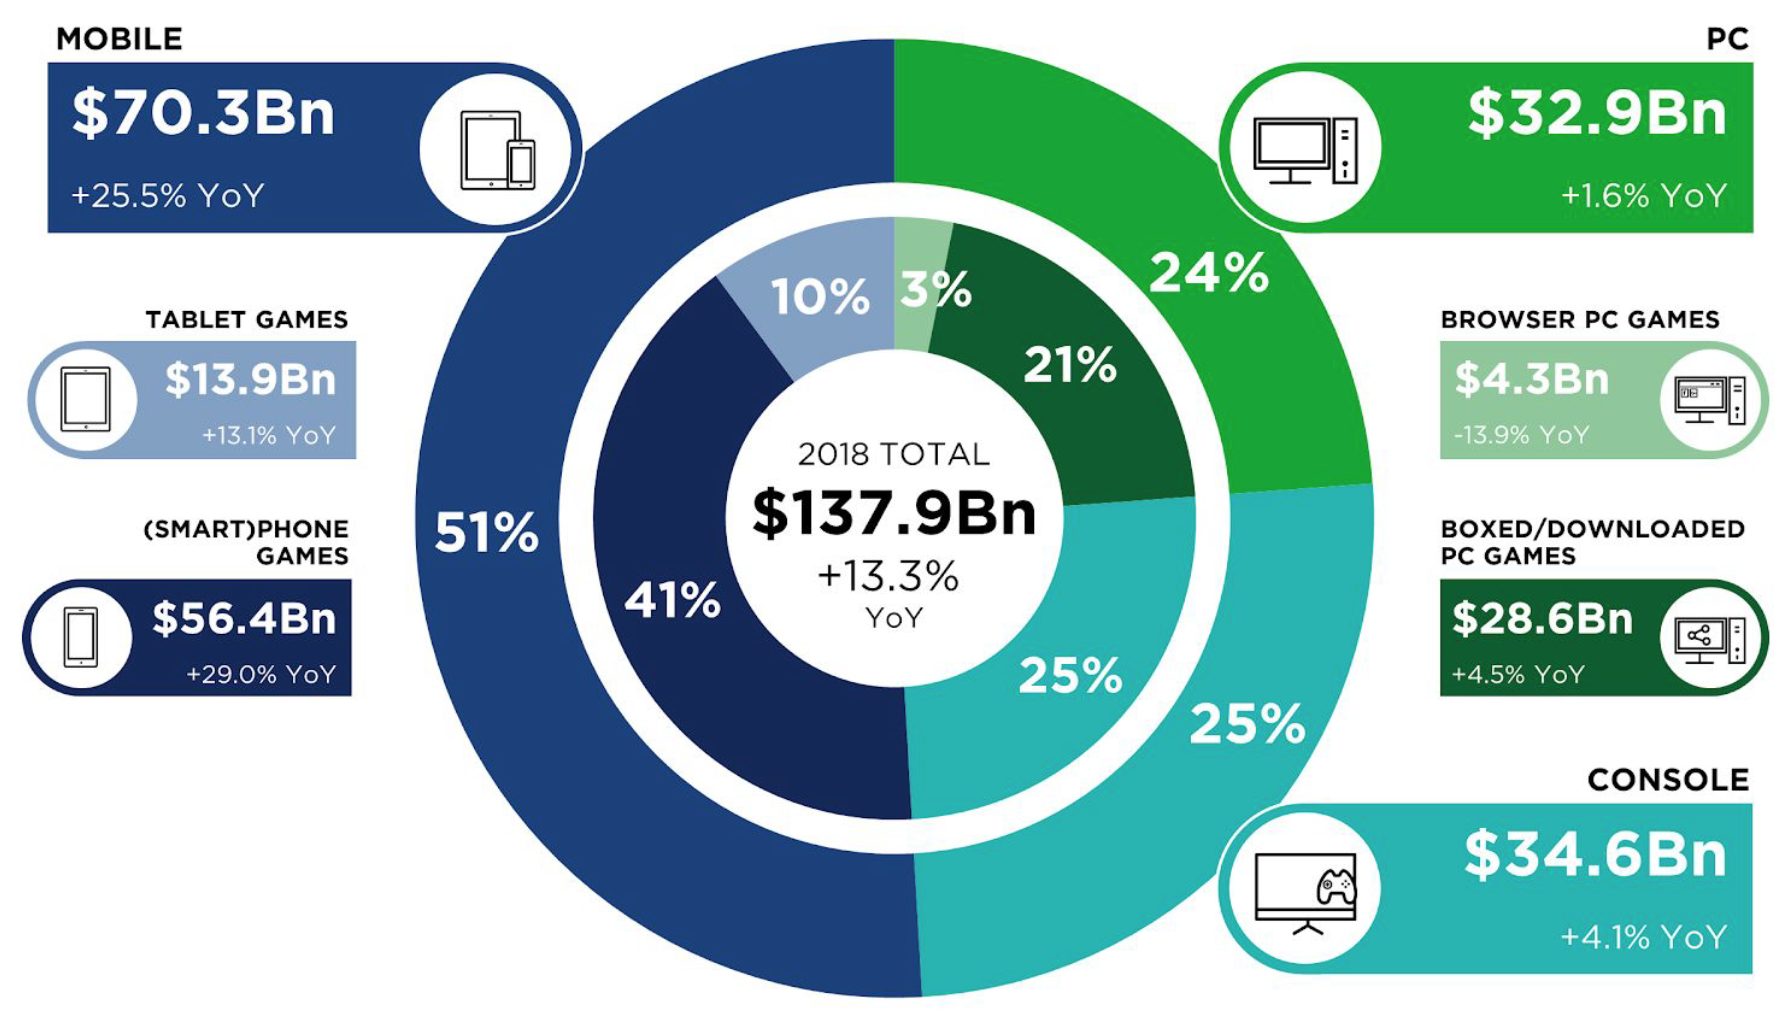 MOBILE
$70.3Bn
+25.5% YoY
TABLET GAMES
$13.9Bn
+13.1% YoY
(SMART)PHONE
GAMES
$56.4Bn
+29.0% YoY
51%
10%
3%
21%
41%
25%
2018 TOTAL
$137.9Bn
+13.3%
YoY
24%
25%
PC
$32.9Bn
+1.6% YoY
BROWSER PC GAMES
$4.3Bn
-13.9% YoY
BOXED/DOWNLOADED
PC GAMES
$28.6Bn
+4.5% YoY
CONSOLE
$34.6Bn
+4.1% YoY